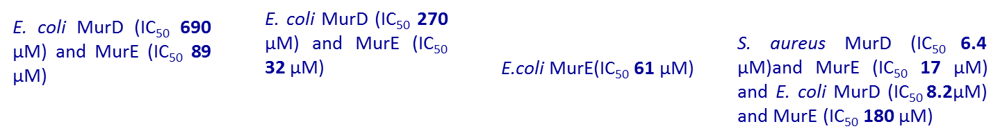 E. coli MurD (IC50 690
μM) and MurE (IC50 89
μM)
E. coli MurD (IC50 270
μM) and MurE (IC50
32 μM)
E.coli MurE(IC50 61 μM)
S. aureus MurD (IC50 6.4
μM)and MurE (IC50 17 μM)
and E. coli MurD (IC50 8.2μM)
and MurE (IC50 180 μM)